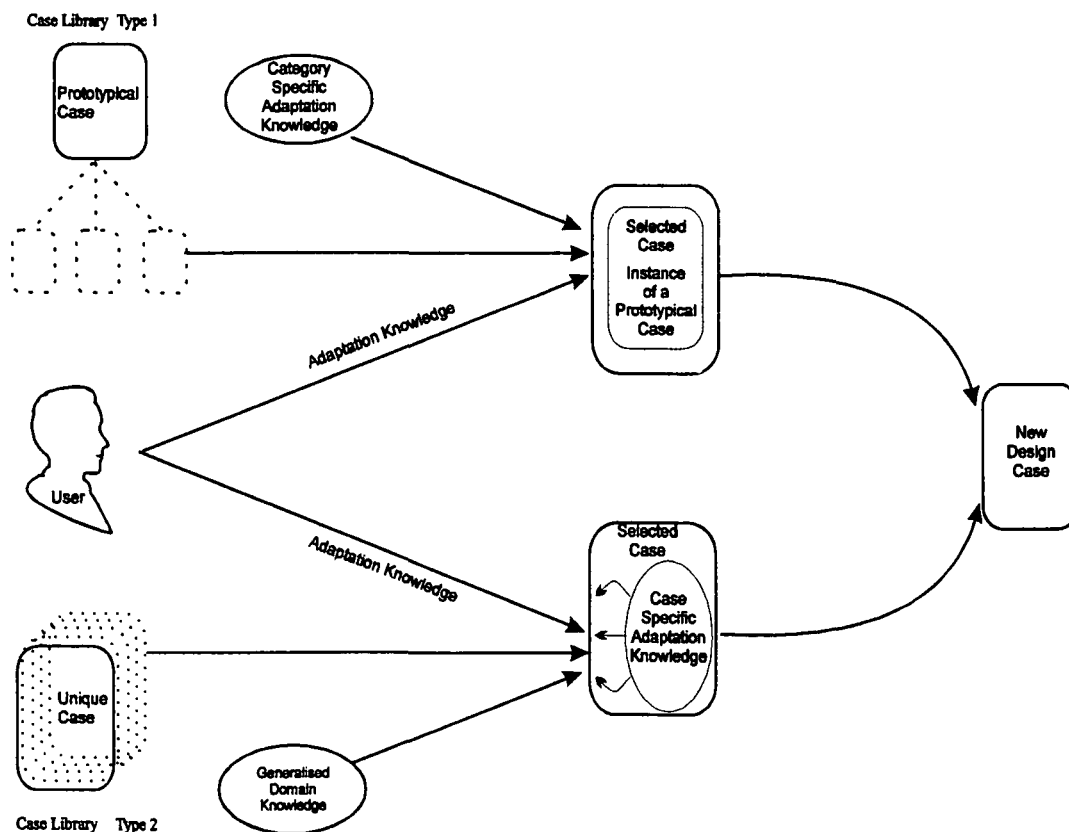 Case Library Type 1
Prototypical
Case
Category
Specific
Adaptation
Knowledge
Selected
Case
Instance
of a
Prototypical
Case
Adaptation Knowledge
User
New
Design
Case
Adaptation Knowledge
Selected
Case
Case
Specific
Adaptation
Knowledge
Unique
Case
Generalised
Domain
Knowledge
Case Library Type 2